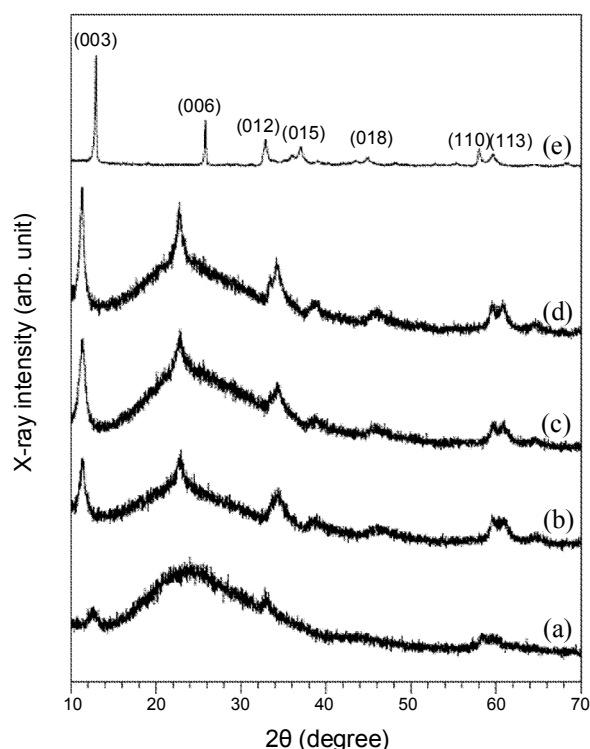 (003)
(006)
(012)
(015)
(018)
(110)
(113)
(e)
(d)
(c)
(b)
(a)
X-ray intensity (arb. unit)
10 20 30 40 50 60 70
2θ (degree)